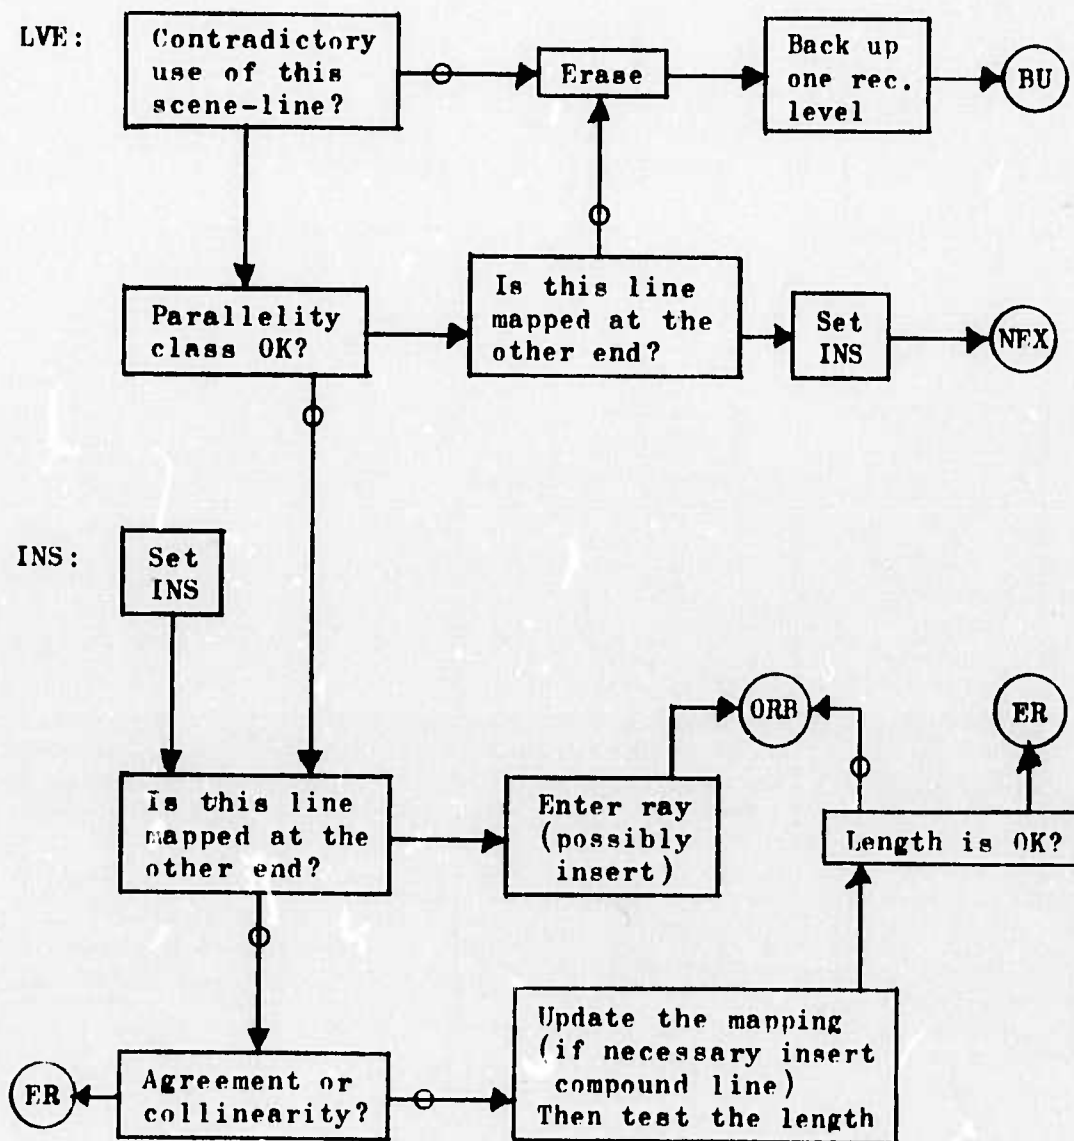 LVE:
Contradictory
use of this
scene-line?
Erase
Back up
one rec.
level
BU
Parallelity
class OK?
Is this line
mapped at the
other end?
Set
INS
NEX
INS:
Set
INS
ORB
ER
Is this line
mapped at the
other end?
Enter ray
(possibly
insert)
Length is OK?
ER
Agreement or
collinearity?
Update the mapping
(if necessary insert
compound line)
Then test the length